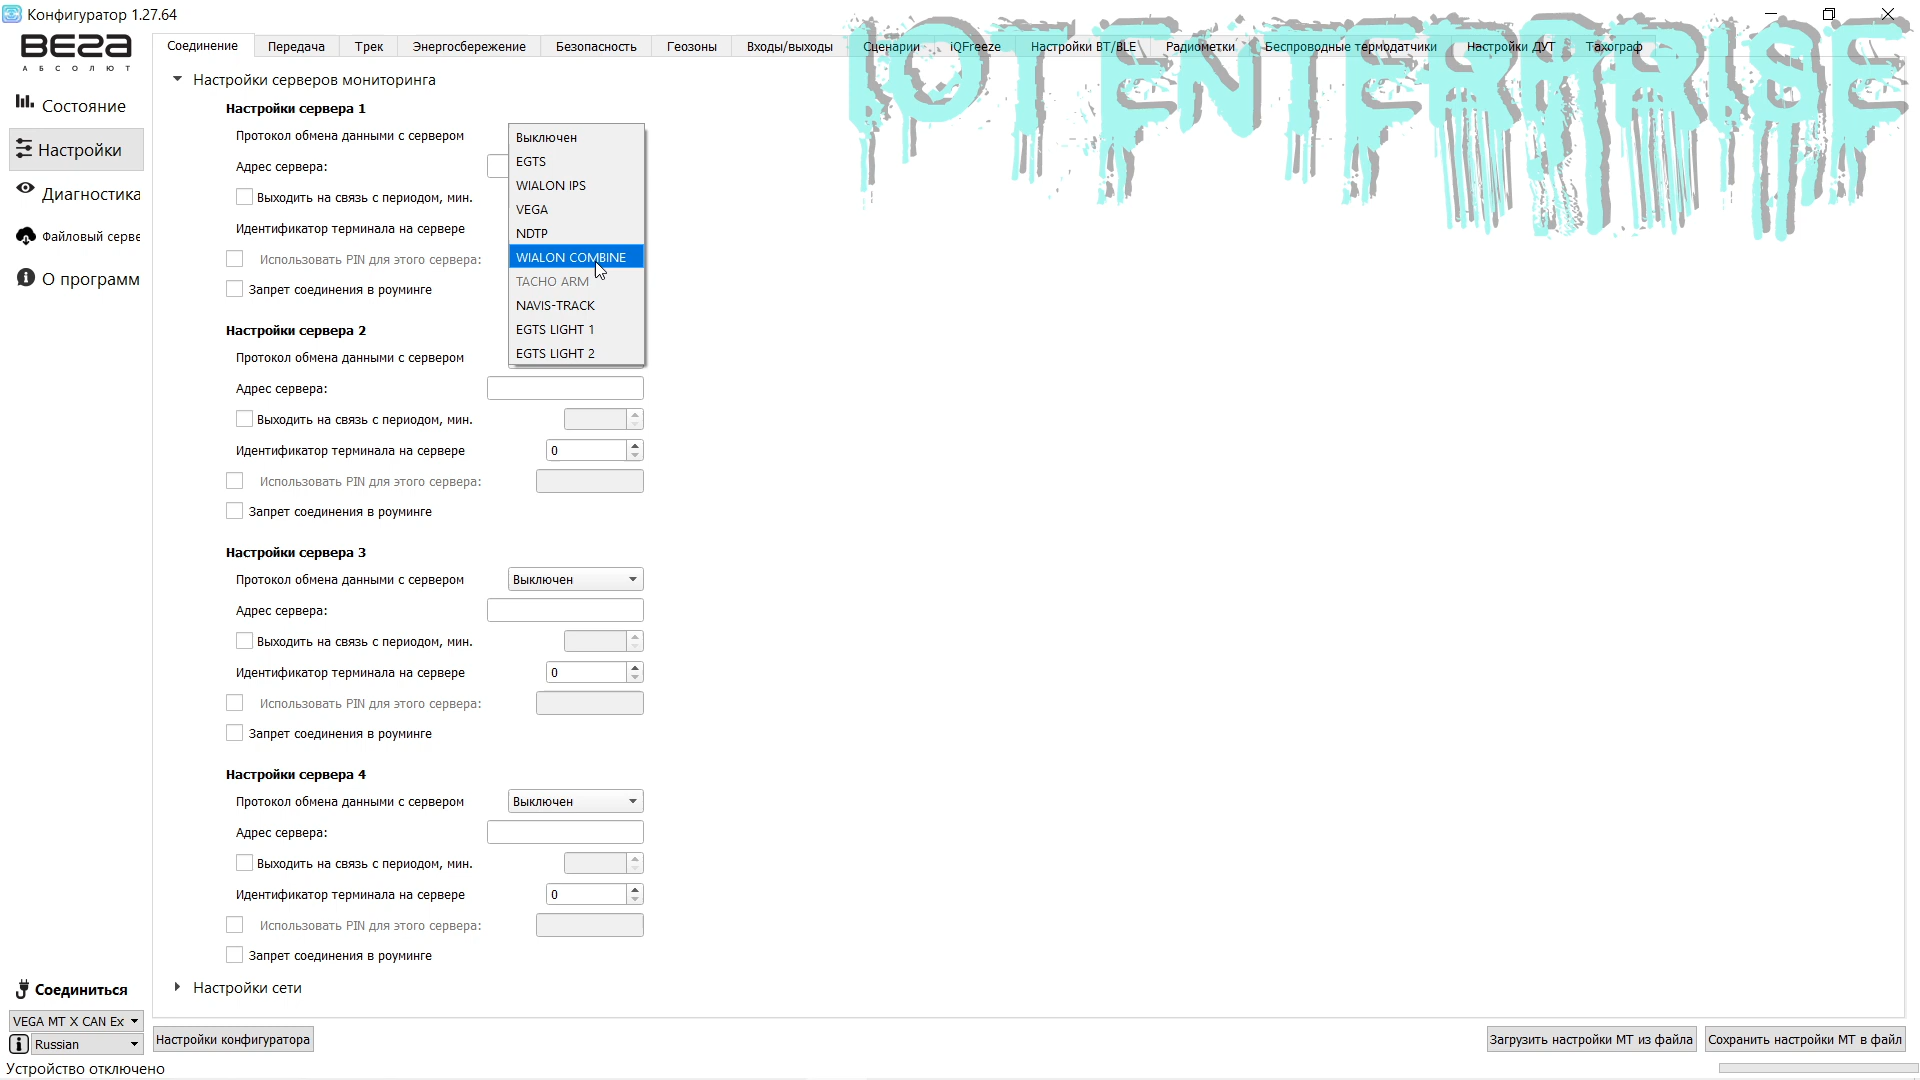 Конфигуратор 1.27.64
IOT ENTERPRISE
ВЕГА
АБСОЛЮТ
Соединение Передача Трек Энергосбережение Безопасность Геозоны Входы/выходы Сценарии iQFreeze Настройки BT/BLE Радиометки Беспроводные термодатчики Настройки ДУТ Тахограф
Состояние
Настройки
Диагностика
Файловый серве
О программ
Настройки серверов мониторинга
Настройки сервера 1
Протокол обмена данными с сервером
Адрес сервера:
Выходить на связь с периодом, мин.
Идентификатор терминала на сервере
Использовать PIN для этого сервера:
Запрет соединения в роуминге
Выключен
EGTS
WIALON IPS
VEGA
NDTP
WIALON COMBINE
TACHO ARM
NAVIS-TRACK
EGTS LIGHT 1
EGTS LIGHT 2
Настройки сервера 2
Протокол обмена данными с сервером
Адрес сервера:
Выходить на связь с периодом, мин.
Идентификатор терминала на сервере 0
Использовать PIN для этого сервера:
Запрет соединения в роуминге
Настройки сервера 3
Протокол обмена данными с сервером Выключен
Адрес сервера:
Выходить на связь с периодом, мин.
Идентификатор терминала на сервере 0
Использовать PIN для этого сервера:
Запрет соединения в роуминге
Настройки сервера 4
Протокол обмена данными с сервером Выключен
Адрес сервера:
Выходить на связь с периодом, мин.
Идентификатор терминала на сервере 0
Использовать PIN для этого сервера:
Запрет соединения в роуминге
Настройки сети
Соединиться
VEGA MT X CAN Ex
Russian
Настройки конфигуратора
Загрузить настройки МТ из файла
Сохранить настройки МТ в файл
Устройство отключено